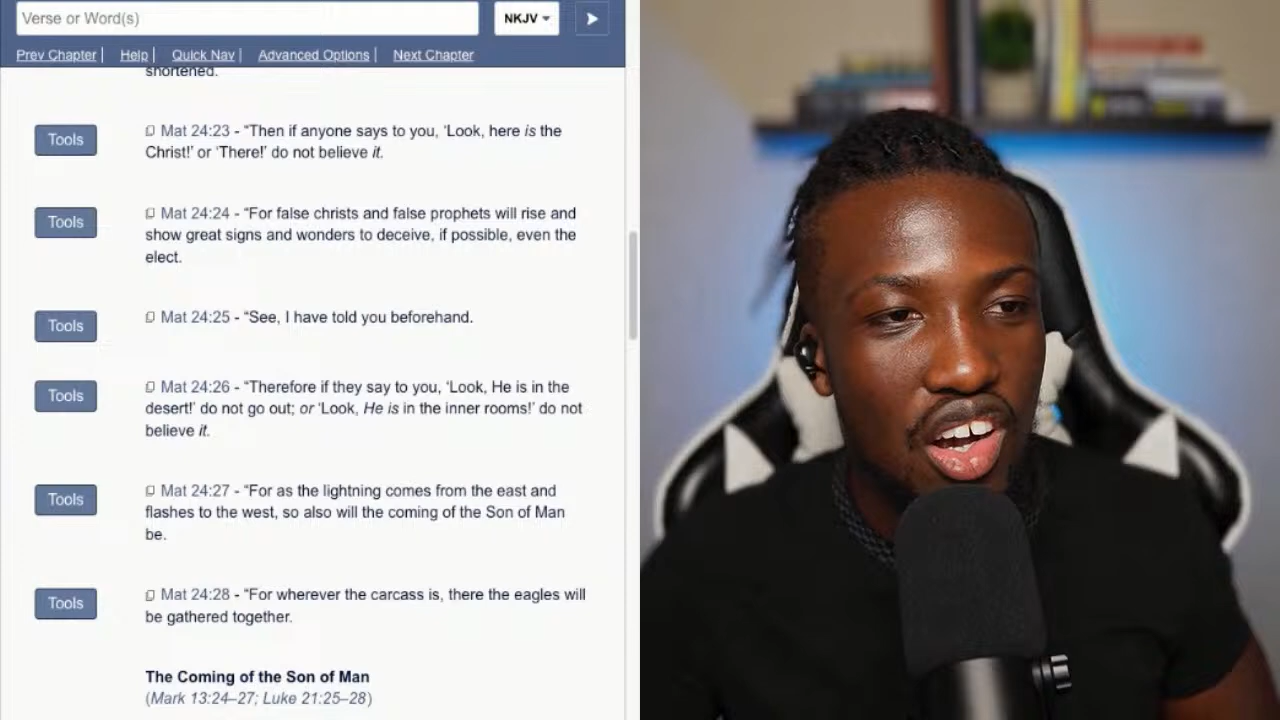 Verse or Word(s)
NKJV
Prev Chapter | Help | Quick Nav | Advanced Options | Next Chapter
shortened.
Tools
Mat 24:23 - “Then if anyone says to you, ‘Look, here is the
Christ!’ or ‘There!’ do not believe it.
Tools
Mat 24:24 - “For false christs and false prophets will rise and
show great signs and wonders to deceive, if possible, even the
elect.
Tools
Mat 24:25 - “See, I have told you beforehand.
Tools
Mat 24:26 - “Therefore if they say to you, ‘Look, He is in the
desert!’ do not go out; or ‘Look, He is in the inner rooms!’ do not
believe it.
Tools
Mat 24:27 - “For as the lightning comes from the east and
flashes to the west, so also will the coming of the Son of Man
be.
Tools
Mat 24:28 - “For wherever the carcass is, there the eagles will
be gathered together.
The Coming of the Son of Man
(Mark 13:24–27; Luke 21:25–28)